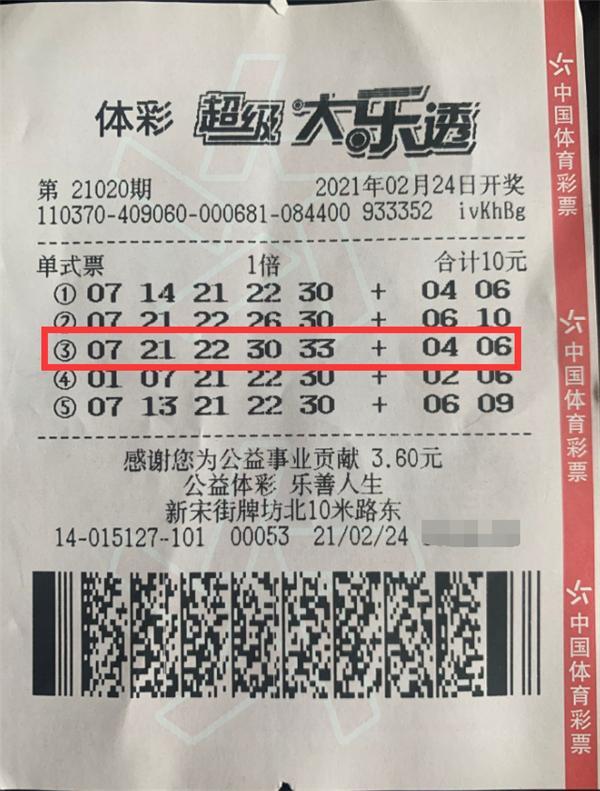 体彩 超级大乐透
第 21020期 2021年02月24日开奖
110370-409060-000681-084400 933352 ivKhBg
单式票 1倍 合计10元
① 07 14 21 22 30 + 04 06
② 07 21 22 26 30 + 06 10
③ 07 21 22 30 33 + 04 06
④ 01 07 21 22 30 + 02 06
⑤ 07 13 21 22 30 + 06 09
感谢您为公益事业贡献 3.60元
公益体彩 乐善人生
新宋街牌坊北10米路东
14-015127-101 00053 21/02/24
中国体育彩票
中国体育彩票
中国体育彩票